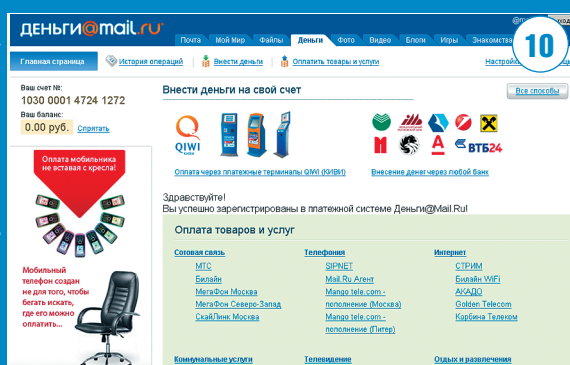 деньги@mail.ru
Почта Мой Мир Файлы Деньги Фото Видео Блоги Игры Знакомства
10
Главная страница История операций Внести деньги Оплатить товары и услуги
Ваш счет №:
1030 0001 4724 1272
Ваш баланс:
0.00 руб. Спрятать
Оплата мобильника
не вставая с кресла!
Мобильный
телефон создан
не для того, чтобы
бегать искать,
где его можно
оплатить...
Внести деньги на свой счет
Все способы
QIWI
КИВИ
ВТБ24
Оплата через платежные терминалы QIWI (КИВИ) Внесение денег через любой банк
Здравствуйте!
Вы успешно зарегистрированы в платежной системе Деньги@Mail.Ru!
Оплата товаров и услуг
Сотовая связь
МТС
Билайн
МегаФон Москва
МегаФон Северо-Запад
СкайЛинк Москва
Телефония
SIPNET
Mail.Ru Агент
Mango tele.com -
пополнение (Москва)
Mango tele.com -
пополнение (Питер)
Интернет
СТРИМ
Билайн WiFi
АКАДО
Golden Telecom
Корбина Телеком
Коммунальные услуги Телевидение Отдых и развлечения